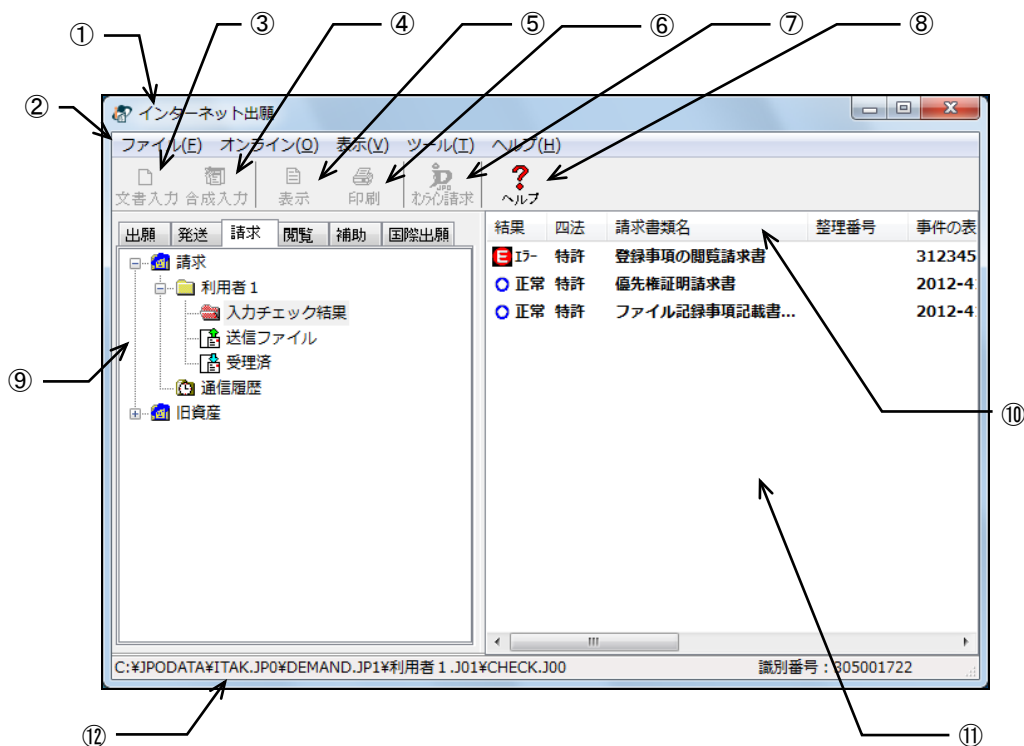 ① ③ ④ ⑤ ⑥ ⑦ ⑧
②
インターネット出願
ファイル(F) オンライン(O) 表示(V) ツール(T) ヘルプ(H)
文書入力 合成入力 表示 印刷 ｵﾝﾗｲﾝ請求 ヘルプ
出願 発送 請求 閲覧 補助 国際出願
請求
利用者１
入力チェック結果
送信ファイル
受理済
通信履歴
旧資産
結果 四法 請求書類名 整理番号 事件の表
E ｴﾗｰ 特許 登録事項の閲覧請求書 312345
正常 特許 優先権証明請求書 2012-4
正常 特許 ファイル記録事項記載書... 2012-4
⑨
⑩
C:¥JPODATA¥ITAK.JP0¥DEMAND.JP1¥利用者１.J01¥CHECK.J00 識別番号：305001722
⑫ ⑪